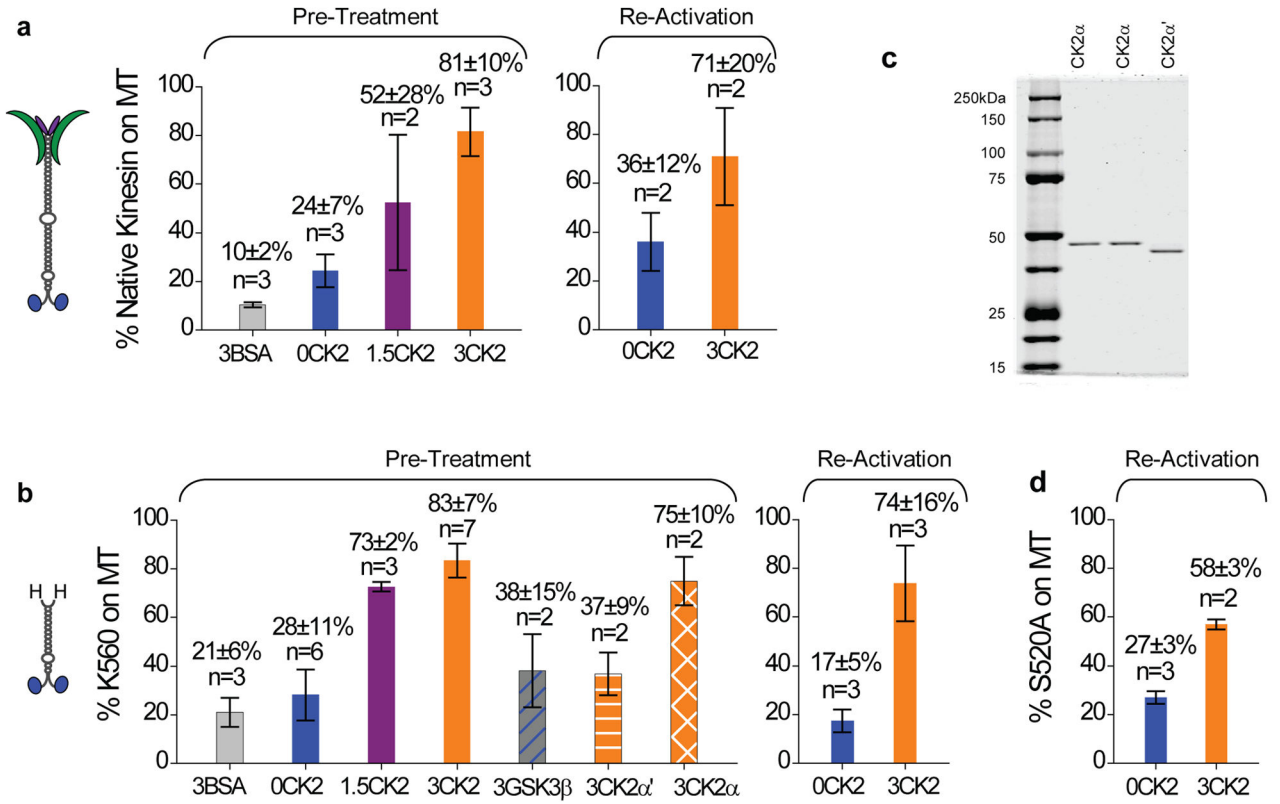 a
Pre-Treatment
% Native Kinesin on MT
100
80
60
40
20
0
10±2%
n=3
24±7%
n=3
52±28%
n=2
81±10%
n=3
3BSA
0CK2
1.5CK2
3CK2
Re-Activation
100
80
60
40
20
0
36±12%
n=2
71±20%
n=2
0CK2
3CK2
c
CK2α
CK2α
CK2α'
250kDa
150
100
75
50
25
15
b
H H
Pre-Treatment
% K560 on MT
100
80
60
40
20
0
21±6%
n=3
28±11%
n=6
73±2%
n=3
83±7%
n=7
38±15%
n=2
37±9%
n=2
75±10%
n=2
3BSA
0CK2
1.5CK2
3CK2
3GSK3β
3CK2α'
3CK2α
Re-Activation
100
80
60
40
20
0
17±5%
n=3
74±16%
n=3
0CK2
3CK2
d
Re-Activation
% S520A on MT
100
80
60
40
20
0
27±3%
n=3
58±3%
n=2
0CK2
3CK2